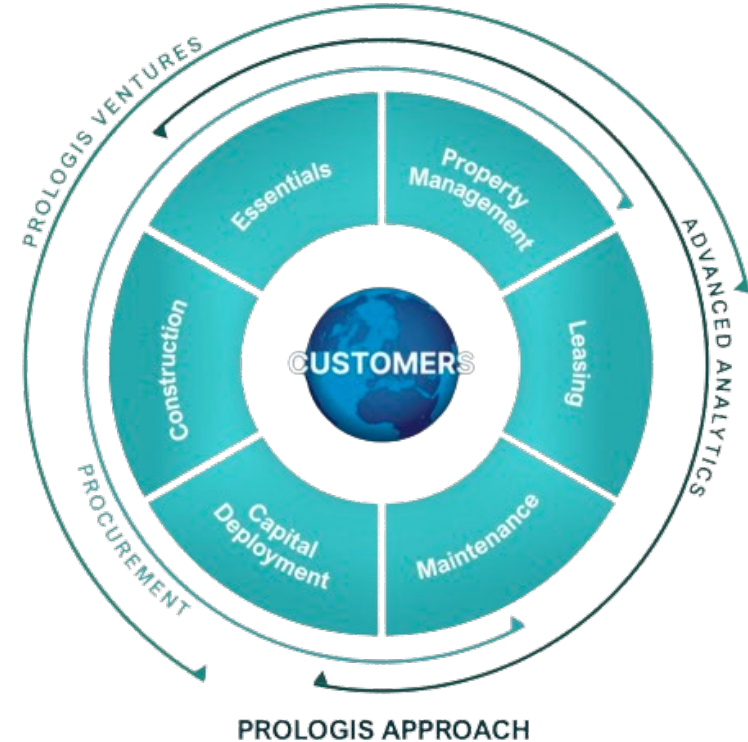 PROLOGIS VENTURES
ADVANCED ANALYTICS
PROCUREMENT
Essentials
Property
Management
Leasing
Maintenance
Capital
Deployment
Construction
CUSTOMERS
PROLOGIS APPROACH